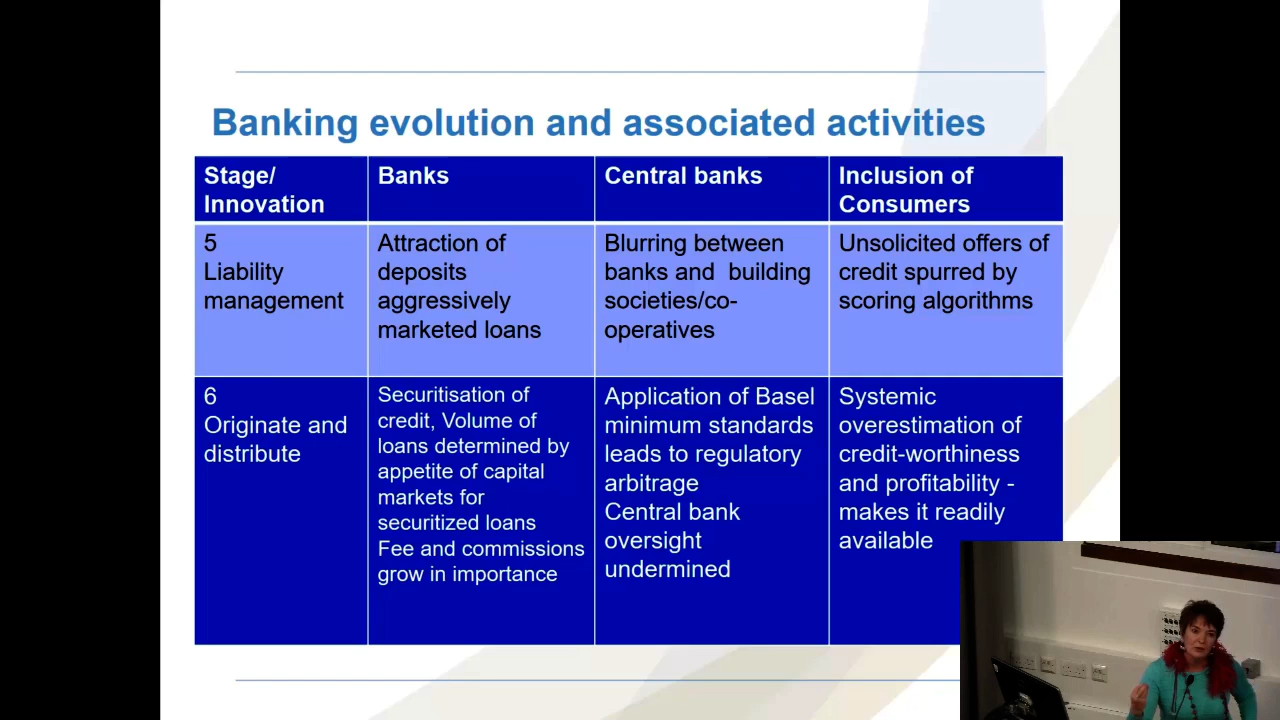 Banking evolution and associated activities
Stage/
Innovation
Banks
Central banks
Inclusion of
Consumers
5
Liability
management
Attraction of
deposits
aggressively
marketed loans
Blurring between
banks and building
societies/co-
operatives
Unsolicited offers of
credit spurred by
scoring algorithms
6
Originate and
distribute
Securitisation of
credit, Volume of
loans determined by
appetite of capital
markets for
securitized loans
Fee and commissions
grow in importance
Application of Basel
minimum standards
leads to regulatory
arbitrage
Central bank
oversight
undermined
Systemic
overestimation of
credit-worthiness
and profitability -
makes it readily
available